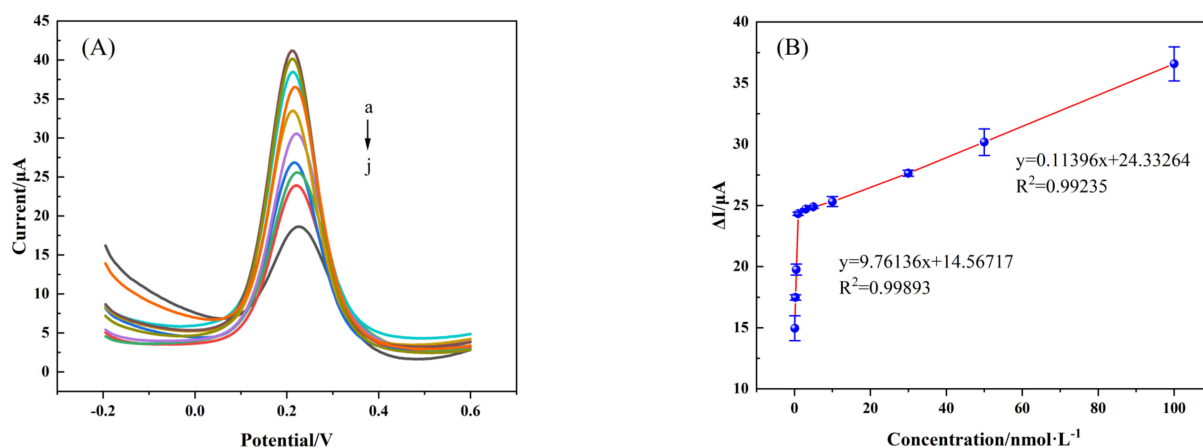 (A)
45
40
35
30
25
20
15
10
5
0
Current/μA
a
j
-0.2 0.0 0.2 0.4 0.6
Potential/V
(B)
40
35
30
25
20
15
10
ΔI/μA
y=0.11396x+24.33264
R²=0.99235
y=9.76136x+14.56717
R²=0.99893
0 20 40 60 80 100
Concentration/nmol·L⁻¹